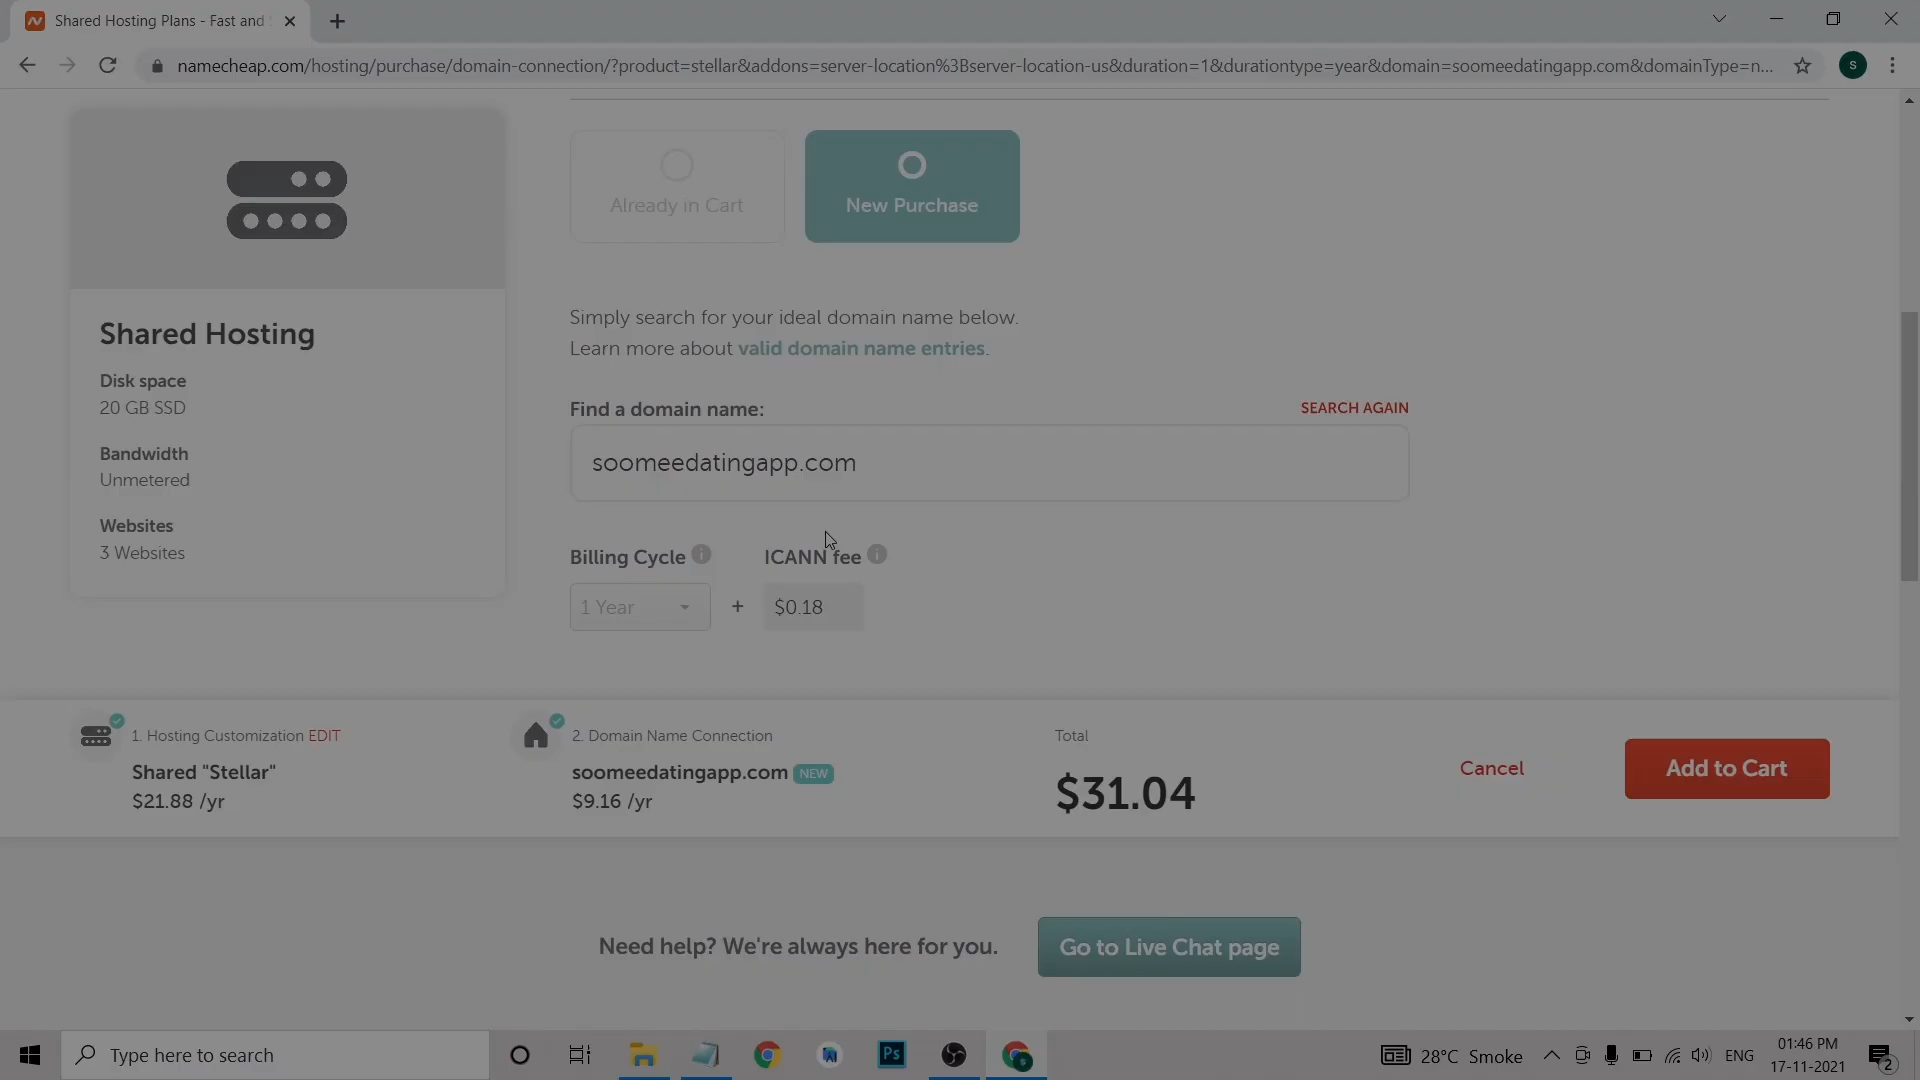 Shared Hosting Plans - Fast and
namecheap.com/hosting/purchase/domain-connection/?product=stellar&addons=server-location%3Bserver-location-us&duration=1&durationtype=year&domain=soomeedatingapp.com&domainType=n...
S
Already in Cart
New Purchase
Simply search for your ideal domain name below.
Learn more about valid domain name entries.
Shared Hosting
Disk space
20 GB SSD
Bandwidth
Unmetered
Websites
3 Websites
Find a domain name:
SEARCH AGAIN
soomeedatingapp.com
Billing Cycle
ICANN fee
1 Year
+
$0.18
1. Hosting Customization EDIT
Shared "Stellar"
$21.88 /yr
2. Domain Name Connection
soomeedatingapp.com NEW
$9.16 /yr
Total
$31.04
Cancel
Add to Cart
Need help? We're always here for you.
Go to Live Chat page
Type here to search
Ps
28°C Smoke
ENG
01:46 PM
17-11-2021
2